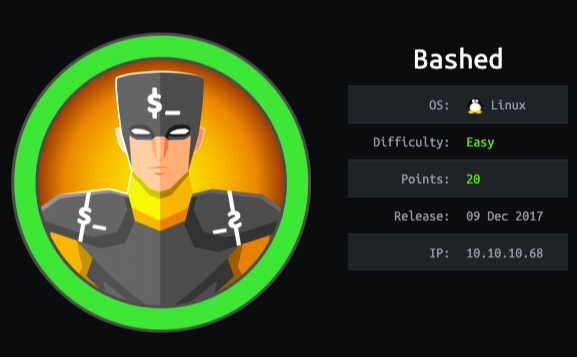 Bashed
OS: Linux
Difficulty: Easy
Points: 20
Release: 09 Dec 2017
IP: 10.10.10.68
$_
$_
$_